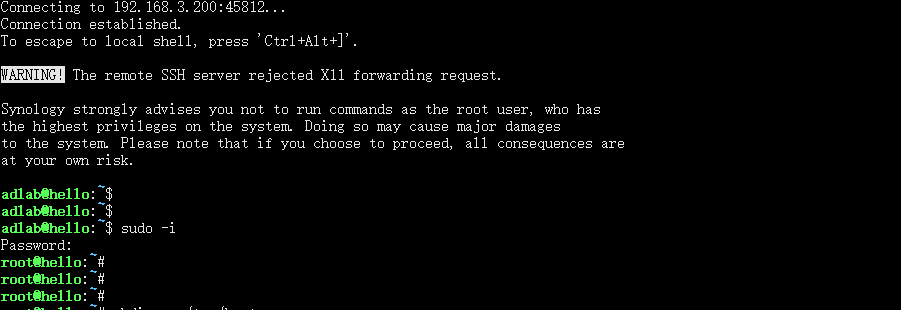 Connecting to 192.168.3.200:45812...
Connection established.
To escape to local shell, press 'Ctrl+Alt+]'.
WARNING! The remote SSH server rejected X11 forwarding request.
Synology strongly advises you not to run commands as the root user, who has
the highest privileges on the system. Doing so may cause major damages
to the system. Please note that if you choose to proceed, all consequences are
at your own risk.
adlab@hello:~$
adlab@hello:~$
adlab@hello:~$ sudo -i
Password:
root@hello:~#
root@hello:~#
root@hello:~#
root@hello:~#